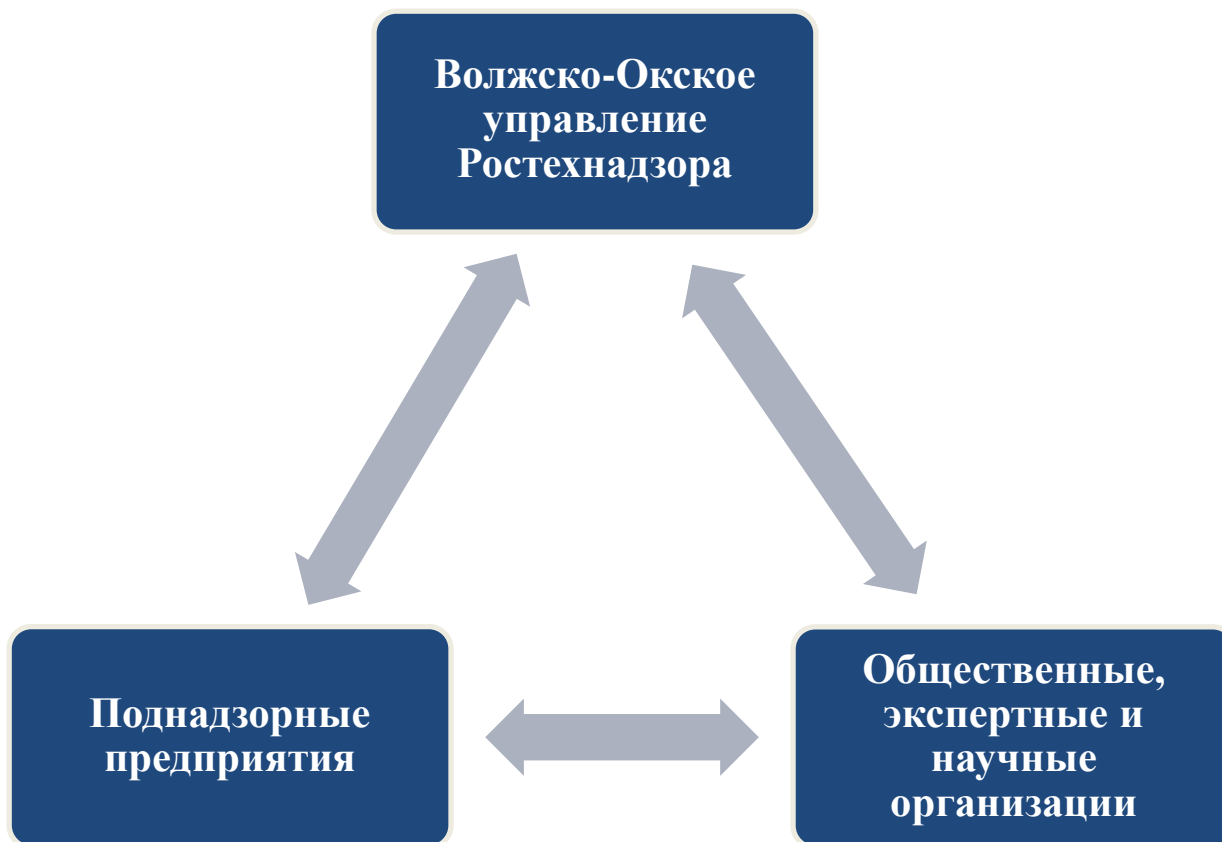 Волжско-Окское
управление
Ростехнадзора
Поднадзорные
предприятия
Общественные,
экспертные и
научные
организации